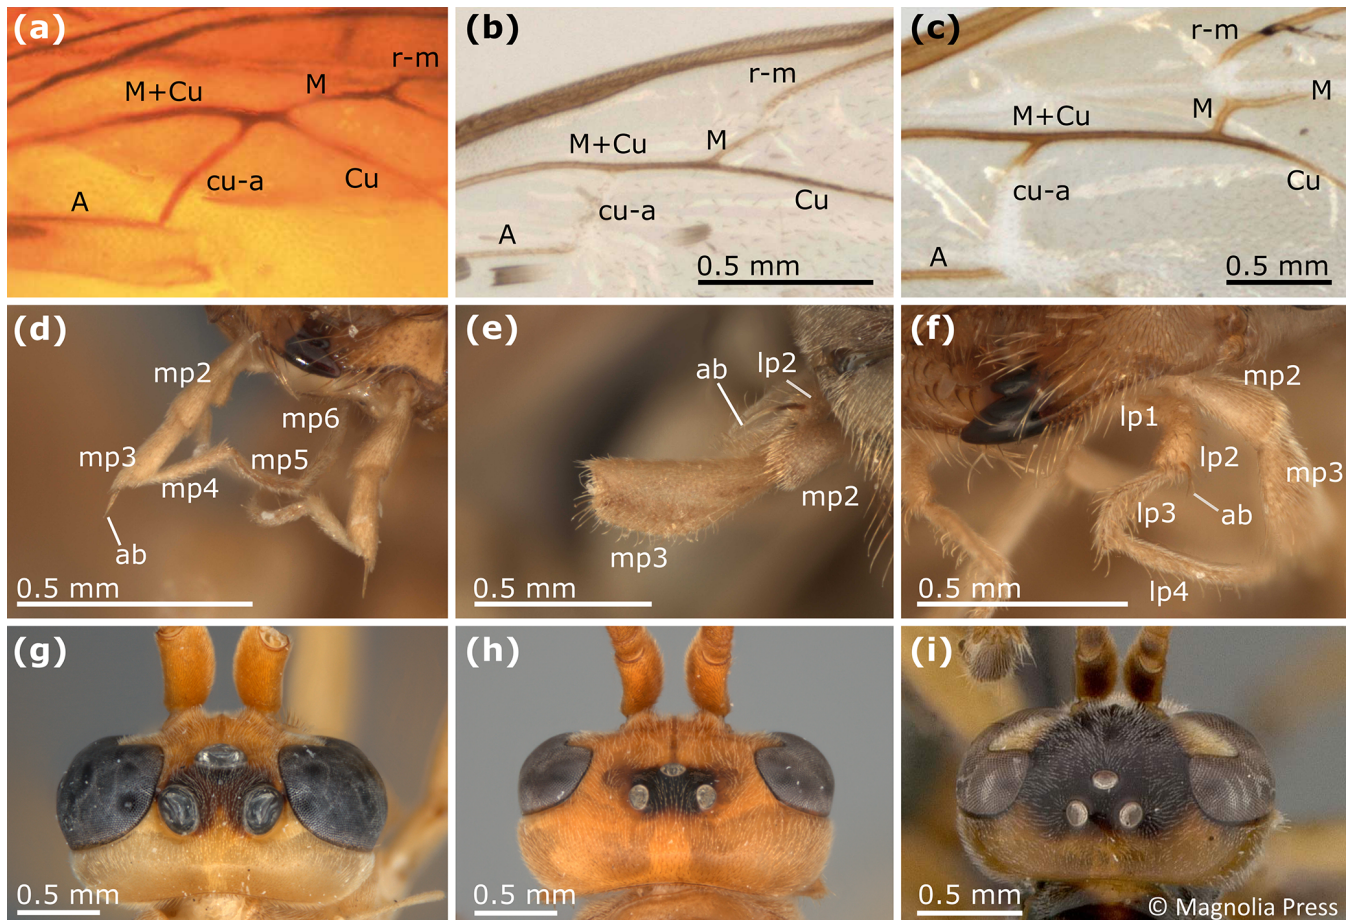 (a)
r-m
M
M+Cu
cu-a
Cu
A
(b)
r-m
M+Cu
M
cu-a
Cu
A
0.5 mm
(c)
r-m
M
M
M+Cu
cu-a
Cu
A
0.5 mm
(d)
mp2
mp6
mp3
mp5
mp4
ab
0.5 mm
(e)
lp2
ab
mp2
mp3
0.5 mm
(f)
mp2
lp1
lp2
mp3
lp3
ab
lp4
0.5 mm
(g)
0.5 mm
(h)
0.5 mm
(i)
0.5 mm
© Magnolia Press